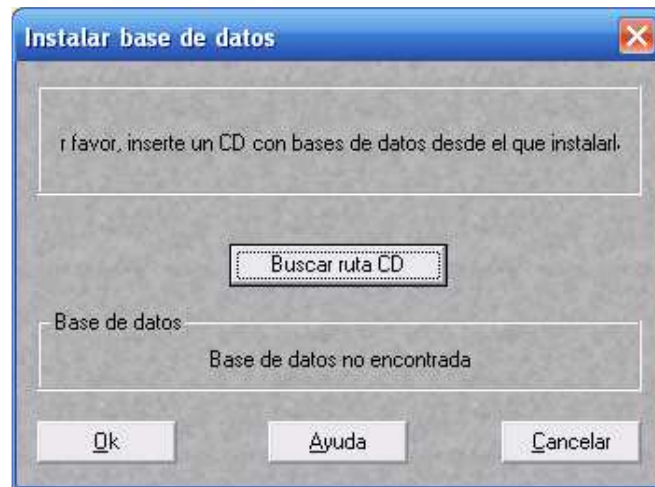 Instalar base de datos
r favor, inserte un CD con bases de datos desde el que instalarl
Buscar ruta CD
Base de datos
Base de datos no encontrada
Ok
Ayuda
Cancelar